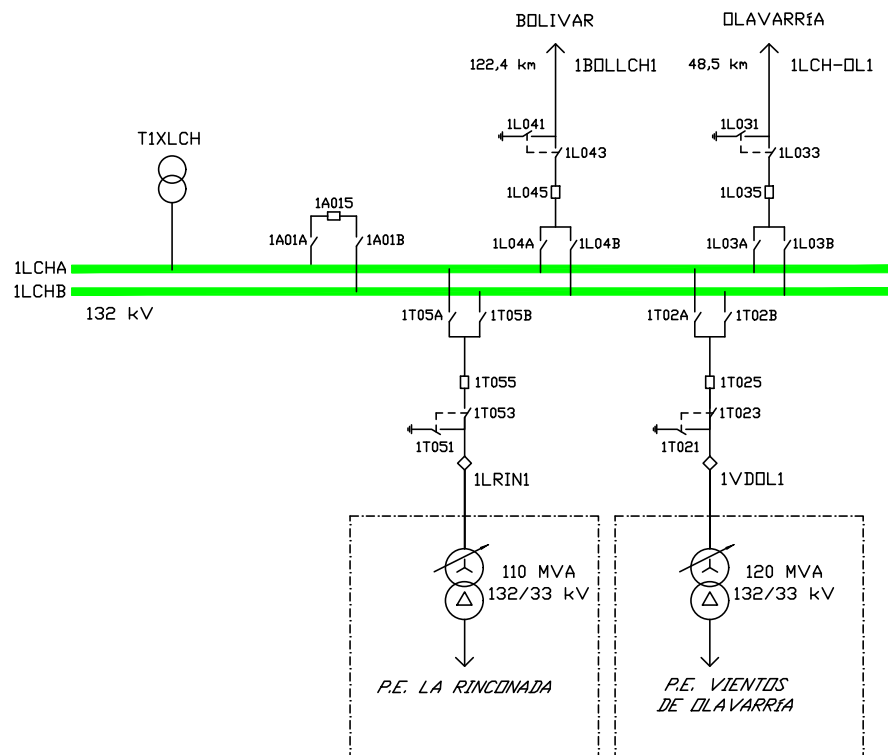 BOLIVAR
OLAVARRíA
122,4 km
1BOLLCH1
48,5 km
1LCH-OL1
1L041
1L031
T1XLCH
1L043
1L033
1L045
1L035
1A015
1A01A
1A01B
1L04A
1L04B
1L03A
1L03B
1LCHA
1LCHB
132 kV
1T05A
1T05B
1T02A
1T02B
1T055
1T025
1T053
1T023
1T051
1T021
1LRIN1
1VDOL1
110 MVA
132/33 kV
120 MVA
132/33 kV
P.E. LA RINCONADA
P.E. VIENTOS
DE OLAVARRíA